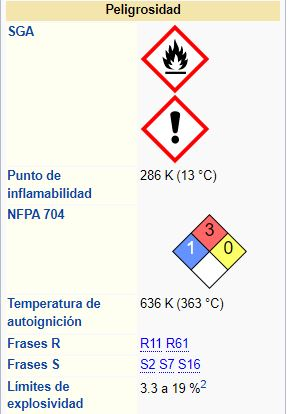 Peligrosidad
SGA
Punto de inflamabilidad 286 K (13 °C)
NFPA 704
3
1 0
Temperatura de autoignición 636 K (363 °C)
Frases R R11 R61
Frases S S2 S7 S16
Límites de explosividad 3.3 a 19 %2